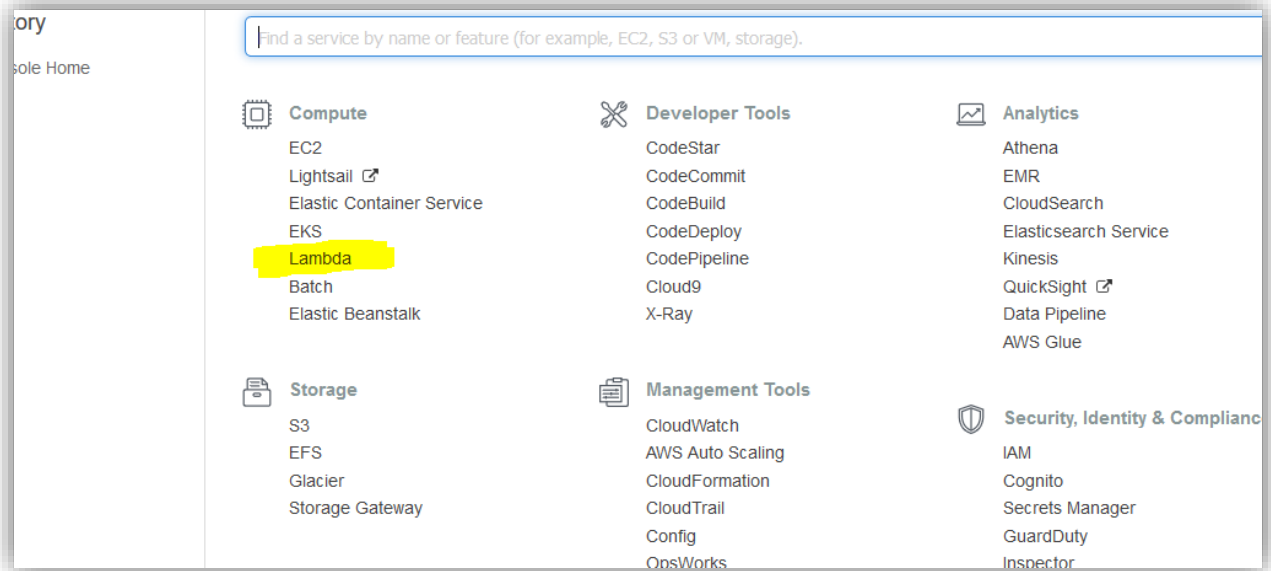 tory
sole Home
Find a service by name or feature (for example, EC2, S3 or VM, storage).
Compute
EC2
Lightsail
Elastic Container Service
EKS
Lambda
Batch
Elastic Beanstalk
Storage
S3
EFS
Glacier
Storage Gateway
Developer Tools
CodeStar
CodeCommit
CodeBuild
CodeDeploy
CodePipeline
Cloud9
X-Ray
Management Tools
CloudWatch
AWS Auto Scaling
CloudFormation
CloudTrail
Config
OpsWorks
Analytics
Athena
EMR
CloudSearch
Elasticsearch Service
Kinesis
QuickSight
Data Pipeline
AWS Glue
Security, Identity & Complianc
IAM
Cognito
Secrets Manager
GuardDuty
Inspector